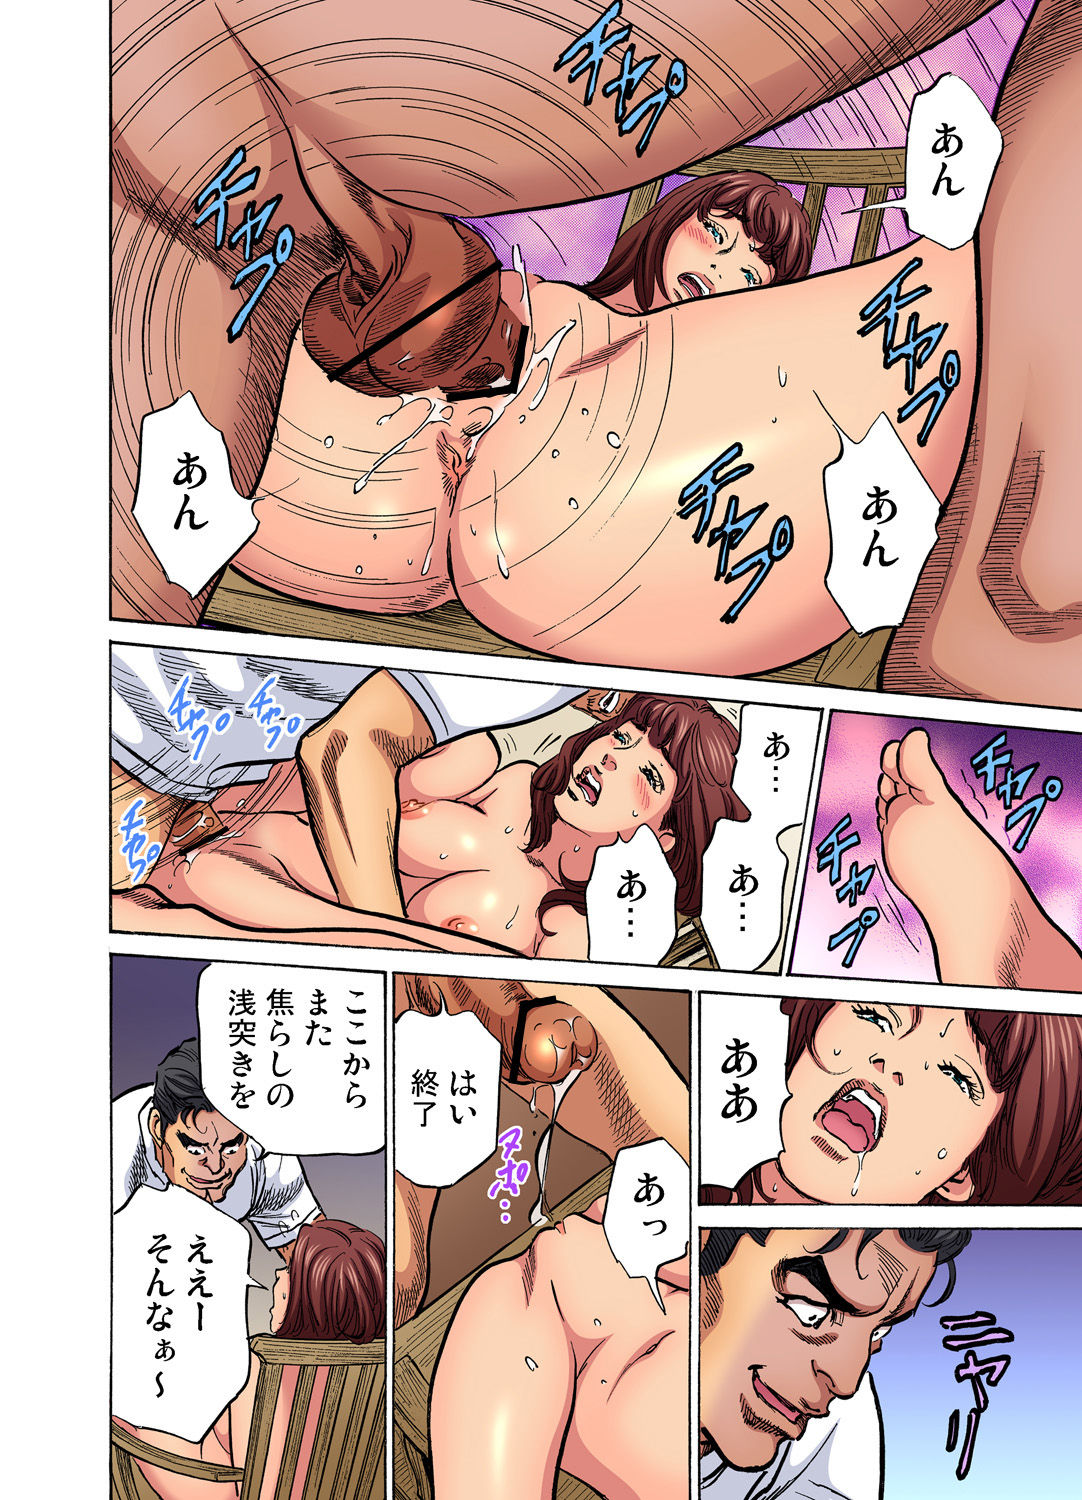 あん
チャプ
チャプ
チャプ
あん
チャプ
あん
チャプ
チャプ
あ…
あ…
あ…
チャプ
チャプ
チャプ
ああ
ニヤリ
はい
終了
ヌポ…
あっ
ここから
また
焦らしの
浅突きを
ええー
そんなぁ～